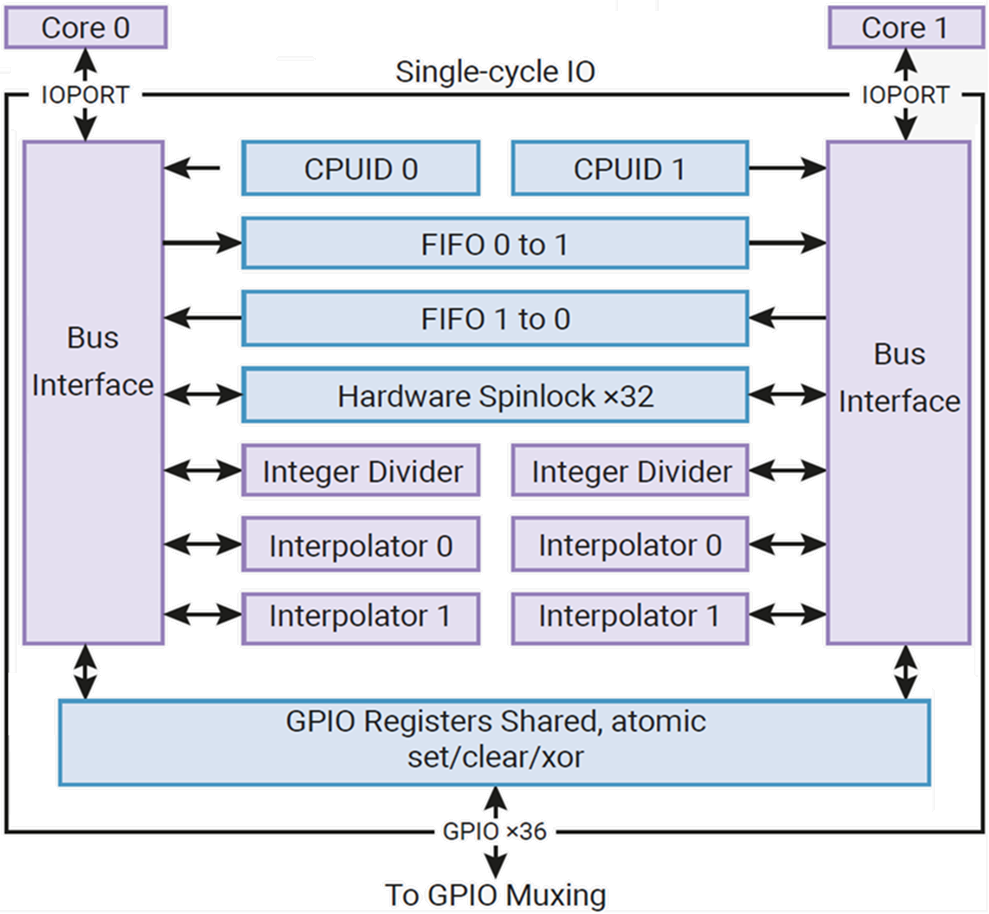 Core 0
Core 1
Single-cycle IO
IOPORT
IOPORT
CPUID 0
CPUID 1
FIFO 0 to 1
FIFO 1 to 0
Bus
Interface
Bus
Interface
Hardware Spinlock ×32
Integer Divider
Integer Divider
Interpolator 0
Interpolator 0
Interpolator 1
Interpolator 1
GPIO Registers Shared, atomic
set/clear/xor
GPIO ×36
To GPIO Muxing